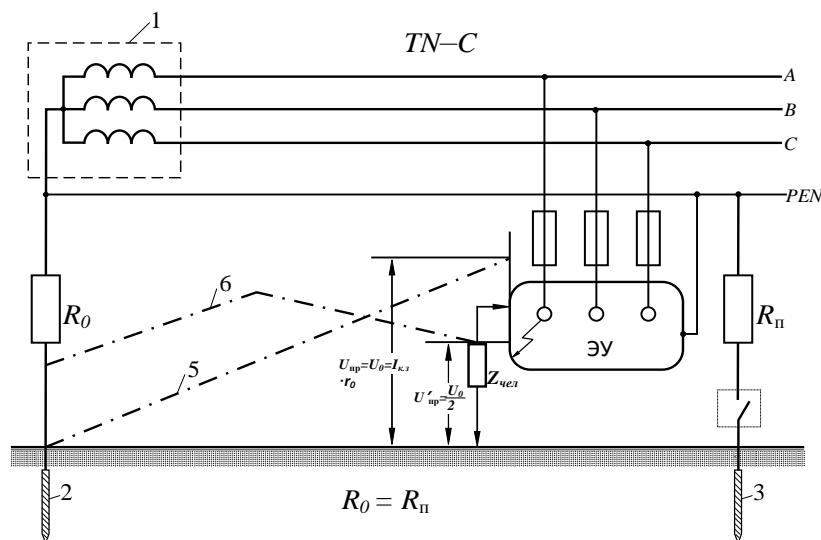 1
TN–C
A
B
C
PEN
R₀
6
5
Uпр=U₀=Iк.з
·r₀
U′пр=U₀/2
Zчел
ЭУ
Rп
2
R₀ = Rп
3